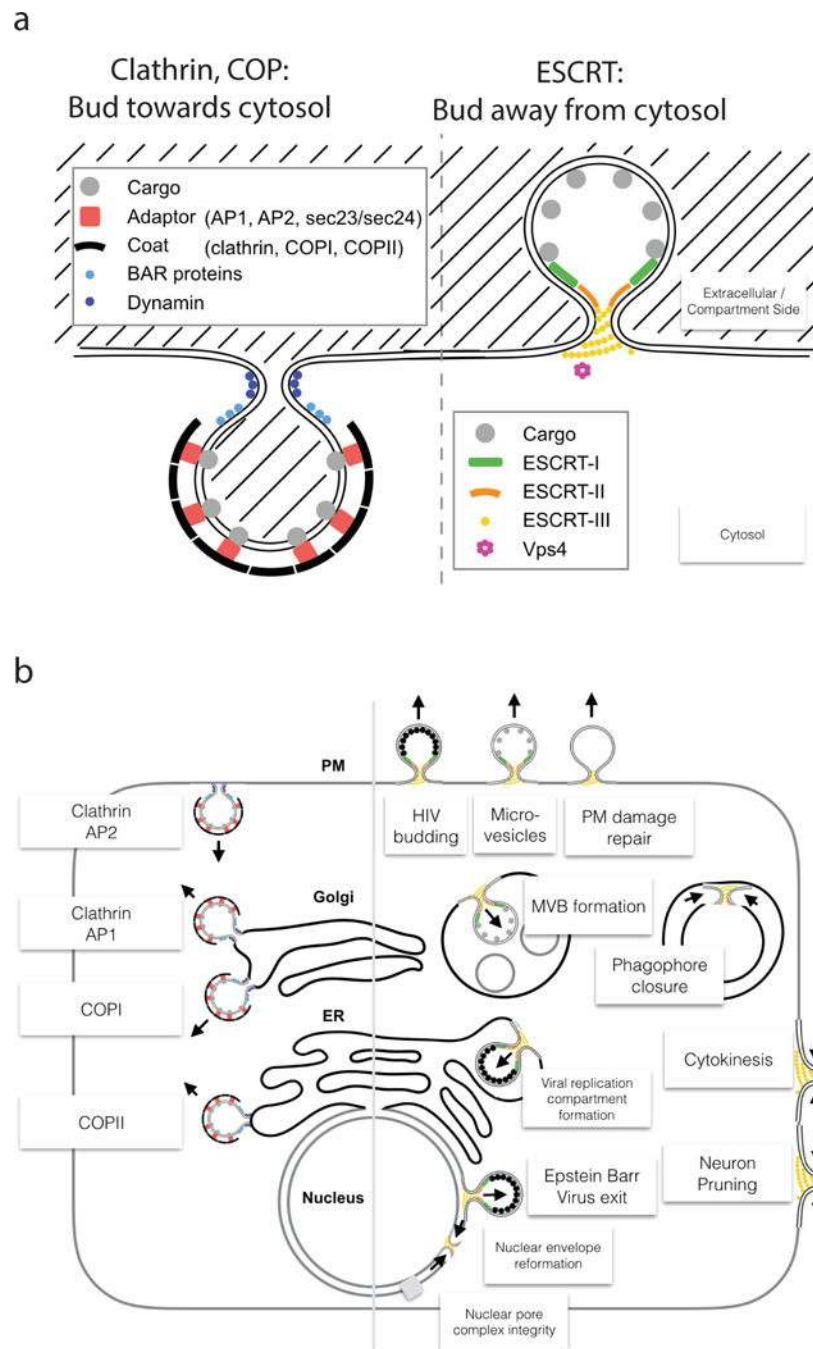 a
Clathrin, COP:
Bud towards cytosol
ESCRT:
Bud away from cytosol
Cargo
Adaptor (AP1, AP2, sec23/sec24)
Coat (clathrin, COPI, COPII)
BAR proteins
Dynamin
Extracellular /
Compartment Side
Cargo
ESCRT-I
ESCRT-II
ESCRT-III
Vps4
Cytosol
b
PM
Clathrin
AP2
HIV
budding
Micro-
vesicles
PM damage
repair
Clathrin
AP1
Golgi
MVB formation
Phagophore
closure
COPI
ER
Cytokinesis
Viral replication
compartment
formation
COPII
Nucleus
Epstein Barr
Virus exit
Neuron
Pruning
Nuclear envelope
reformation
Nuclear pore
complex integrity